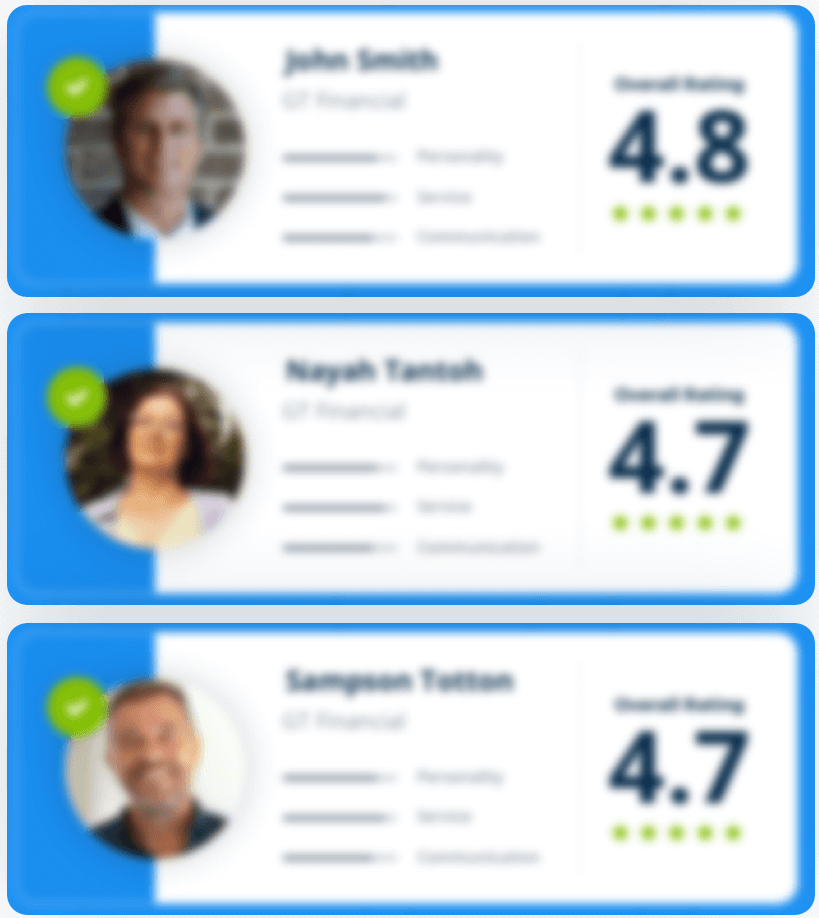 John Smith
GT Financial
Personality
Service
Communication
Overall Rating
4.8
Nayah Tantoh
GT Financial
Personality
Service
Communication
Overall Rating
4.7
Sampson Totton
GT Financial
Personality
Service
Communication
Overall Rating
4.7